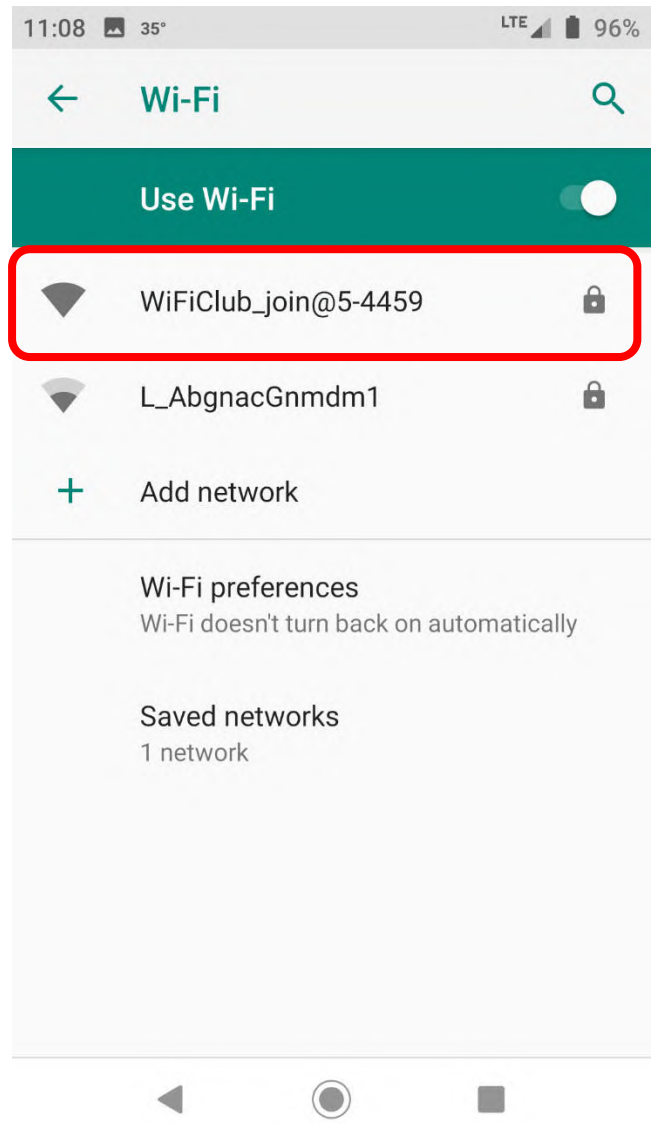 11:08 35° LTE 96%
Wi-Fi
Use Wi-Fi
WiFiClub_join@5-4459
L_AbgnacGnmdm1
Add network
Wi-Fi preferences
Wi-Fi doesn't turn back on automatically
Saved networks
1 network